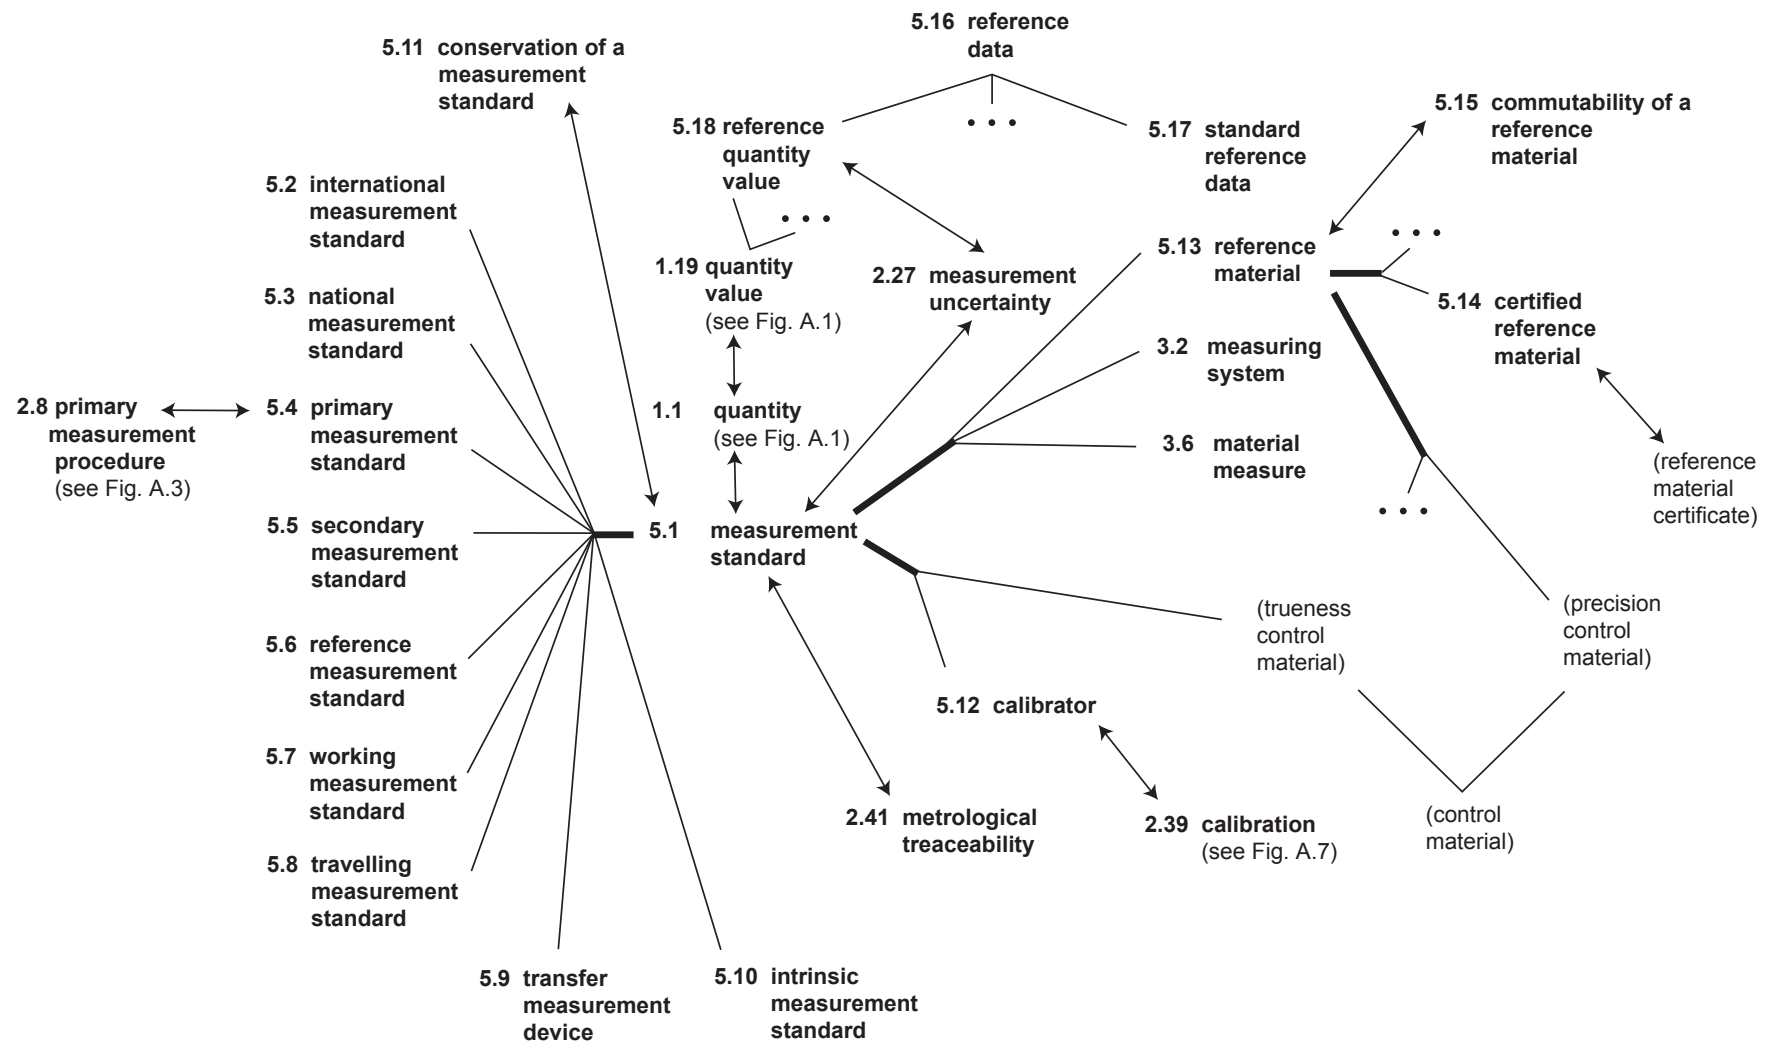 5.16 reference
data
5.11 conservation of a
measurement
standard
5.15 commutability of a
reference
material
5.18 reference
quantity
value
• • •
5.17 standard
reference
data
5.2 international
measurement
standard
• • •
• • •
5.13 reference
material
1.19 quantity
value
(see Fig. A.1)
2.27 measurement
uncertainty
5.3 national
measurement
standard
5.14 certified
reference
material
3.2 measuring
system
2.8 primary
measurement
procedure
(see Fig. A.3)
5.4 primary
measurement
standard
1.1 quantity
(see Fig. A.1)
3.6 material
measure
(reference
material
certificate)
• • •
5.5 secondary
measurement
standard
5.1 measurement
standard
(trueness
control
material)
(precision
control
material)
5.6 reference
measurement
standard
5.12 calibrator
5.7 working
measurement
standard
2.41 metrological
treaceability
2.39 calibration
(see Fig. A.7)
(control
material)
5.8 travelling
measurement
standard
5.9 transfer
measurement
device
5.10 intrinsic
measurement
standard